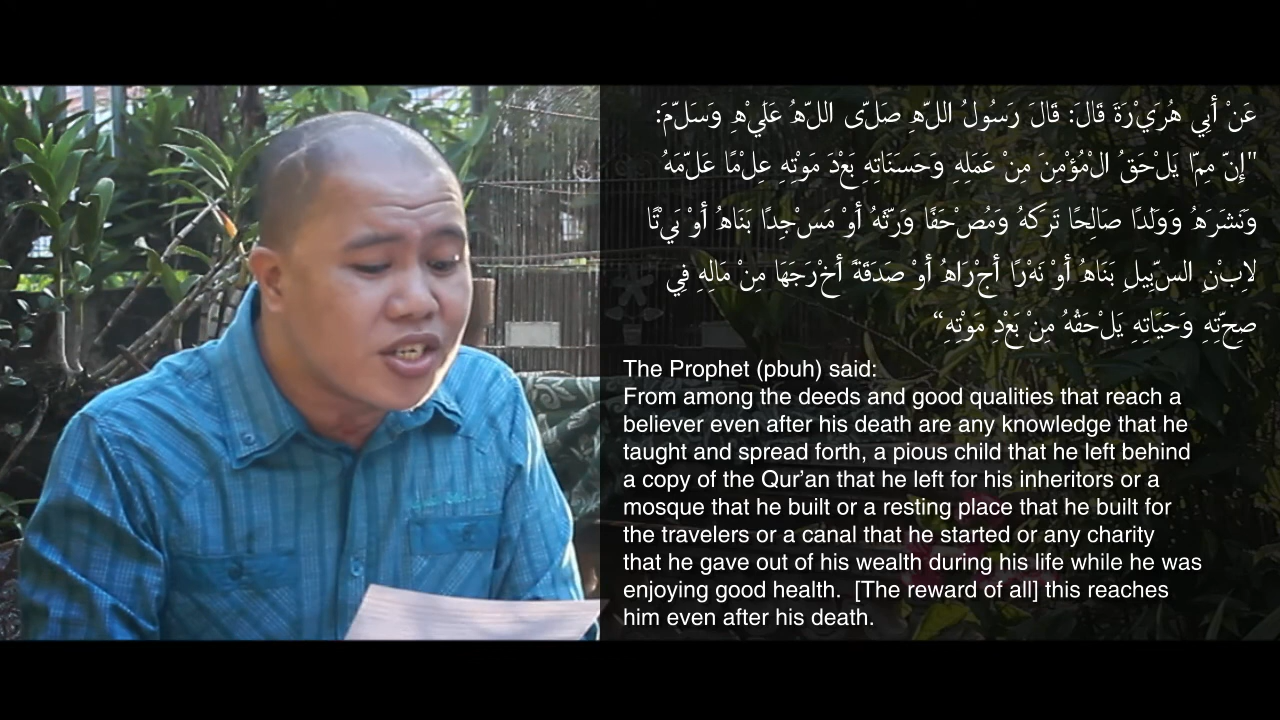 عَنْ أَبِي هُرَيْرَةَ قَالَ: قَالَ رَسُولُ اللّهِ صَلّى اللّهُ عَلَيْهِ وَسَلّمَ:
"إِنّ مِمّا يَلْحَقُ الْمُؤْمِنَ مِنْ عَمَلِهِ وَحَسَنَاتِهِ بَعْدَ مَوْتِهِ عِلْمًا عَلّمَهُ
وَنَشَرَهُ وَوَلَدًا صَالِحًا تَرَكَهُ وَمُصْحَفًا وَرّثَهُ أَوْ مَسْجِدًا بَنَاهُ أَوْ بَيْتًا
لاِبْنِ السّبِيلِ بَنَاهُ أَوْ نَهْرًا أَجْرَاهُ أَوْ صَدَقَةً أَخْرَجَهَا مِنْ مَالِهِ فِي
صِحّتِهِ وَحَيَاتِهِ يَلْحَقُهُ مِنْ بَعْدِ مَوْتِهِ“
The Prophet (pbuh) said:
From among the deeds and good qualities that reach a
believer even after his death are any knowledge that he
taught and spread forth, a pious child that he left behind
a copy of the Qur’an that he left for his inheritors or a
mosque that he built or a resting place that he built for
the travelers or a canal that he started or any charity
that he gave out of his wealth during his life while he was
enjoying good health.  [The reward of all] this reaches
him even after his death.